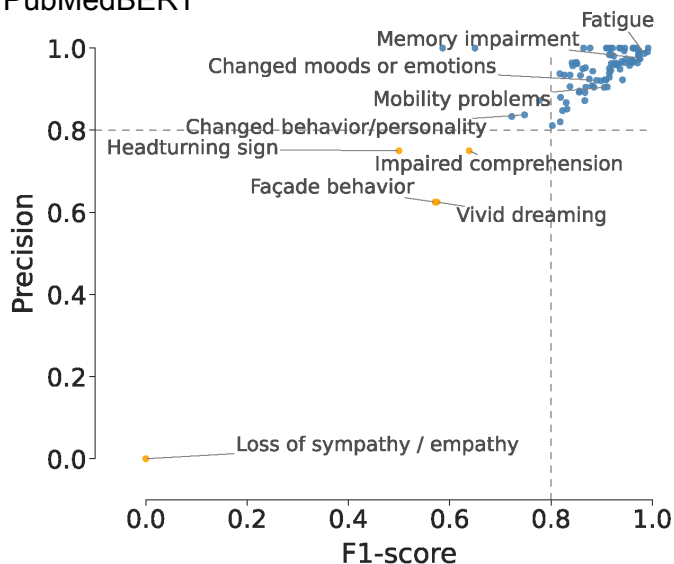 PubMedBERT
Fatigue
Memory impairment
Changed moods or emotions
Mobility problems
Changed behavior/personality
Headturning sign
Impaired comprehension
Façade behavior
Vivid dreaming
Loss of sympathy / empathy
Precision
1.0
0.8
0.6
0.4
0.2
0.0
0.0 0.2 0.4 0.6 0.8 1.0
F1-score